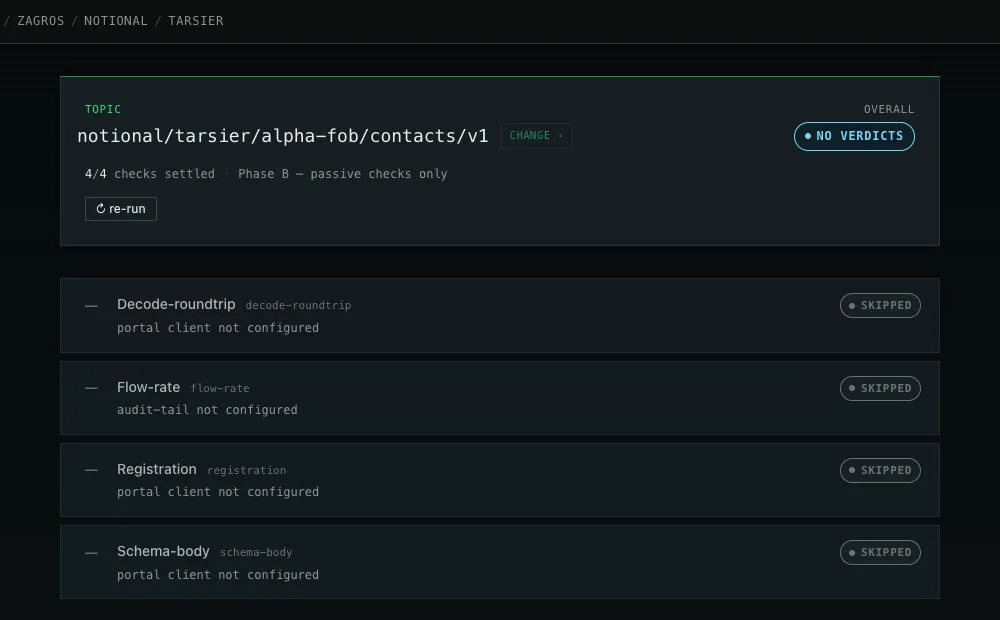 / ZAGROS / NOTIONAL / TARSIER
TOPIC
OVERALL
notional/tarsier/alpha-fob/contacts/v1 CHANGE ›
NO VERDICTS
4/4 checks settled · Phase B — passive checks only
↻ re-run
— Decode-roundtrip decode-roundtrip
SKIPPED
portal client not configured
— Flow-rate flow-rate
SKIPPED
audit-tail not configured
— Registration registration
SKIPPED
portal client not configured
— Schema-body schema-body
SKIPPED
portal client not configured